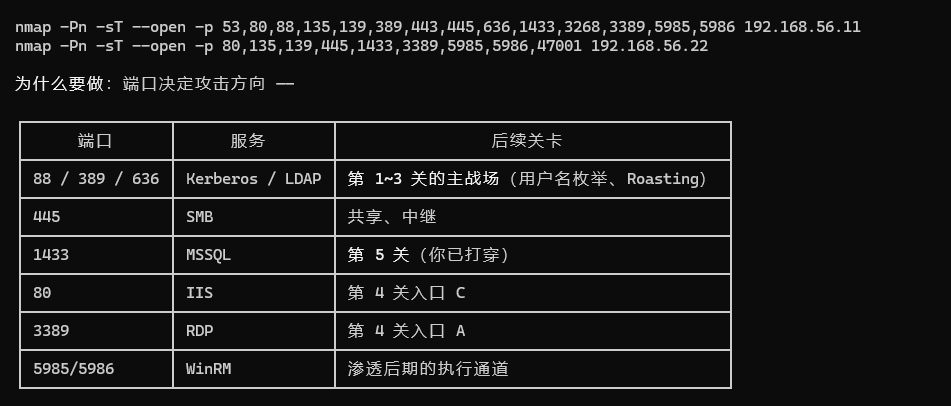 nmap -Pn -sT --open -p 53,80,88,135,139,389,443,445,636,1433,3268,3389,5985,5986 192.168.56.11
nmap -Pn -sT --open -p 80,135,139,445,1433,3389,5985,5986,47001 192.168.56.22
为什么要做：端口决定攻击方向 ——
端口 服务 后续关卡
88 / 389 / 636 Kerberos / LDAP 第 1~3 关的主战场（用户名枚举、Roasting）
445 SMB 共享、中继
1433 MSSQL 第 5 关（你已打穿）
80 IIS 第 4 关入口 C
3389 RDP 第 4 关入口 A
5985/5986 WinRM 渗透后期的执行通道